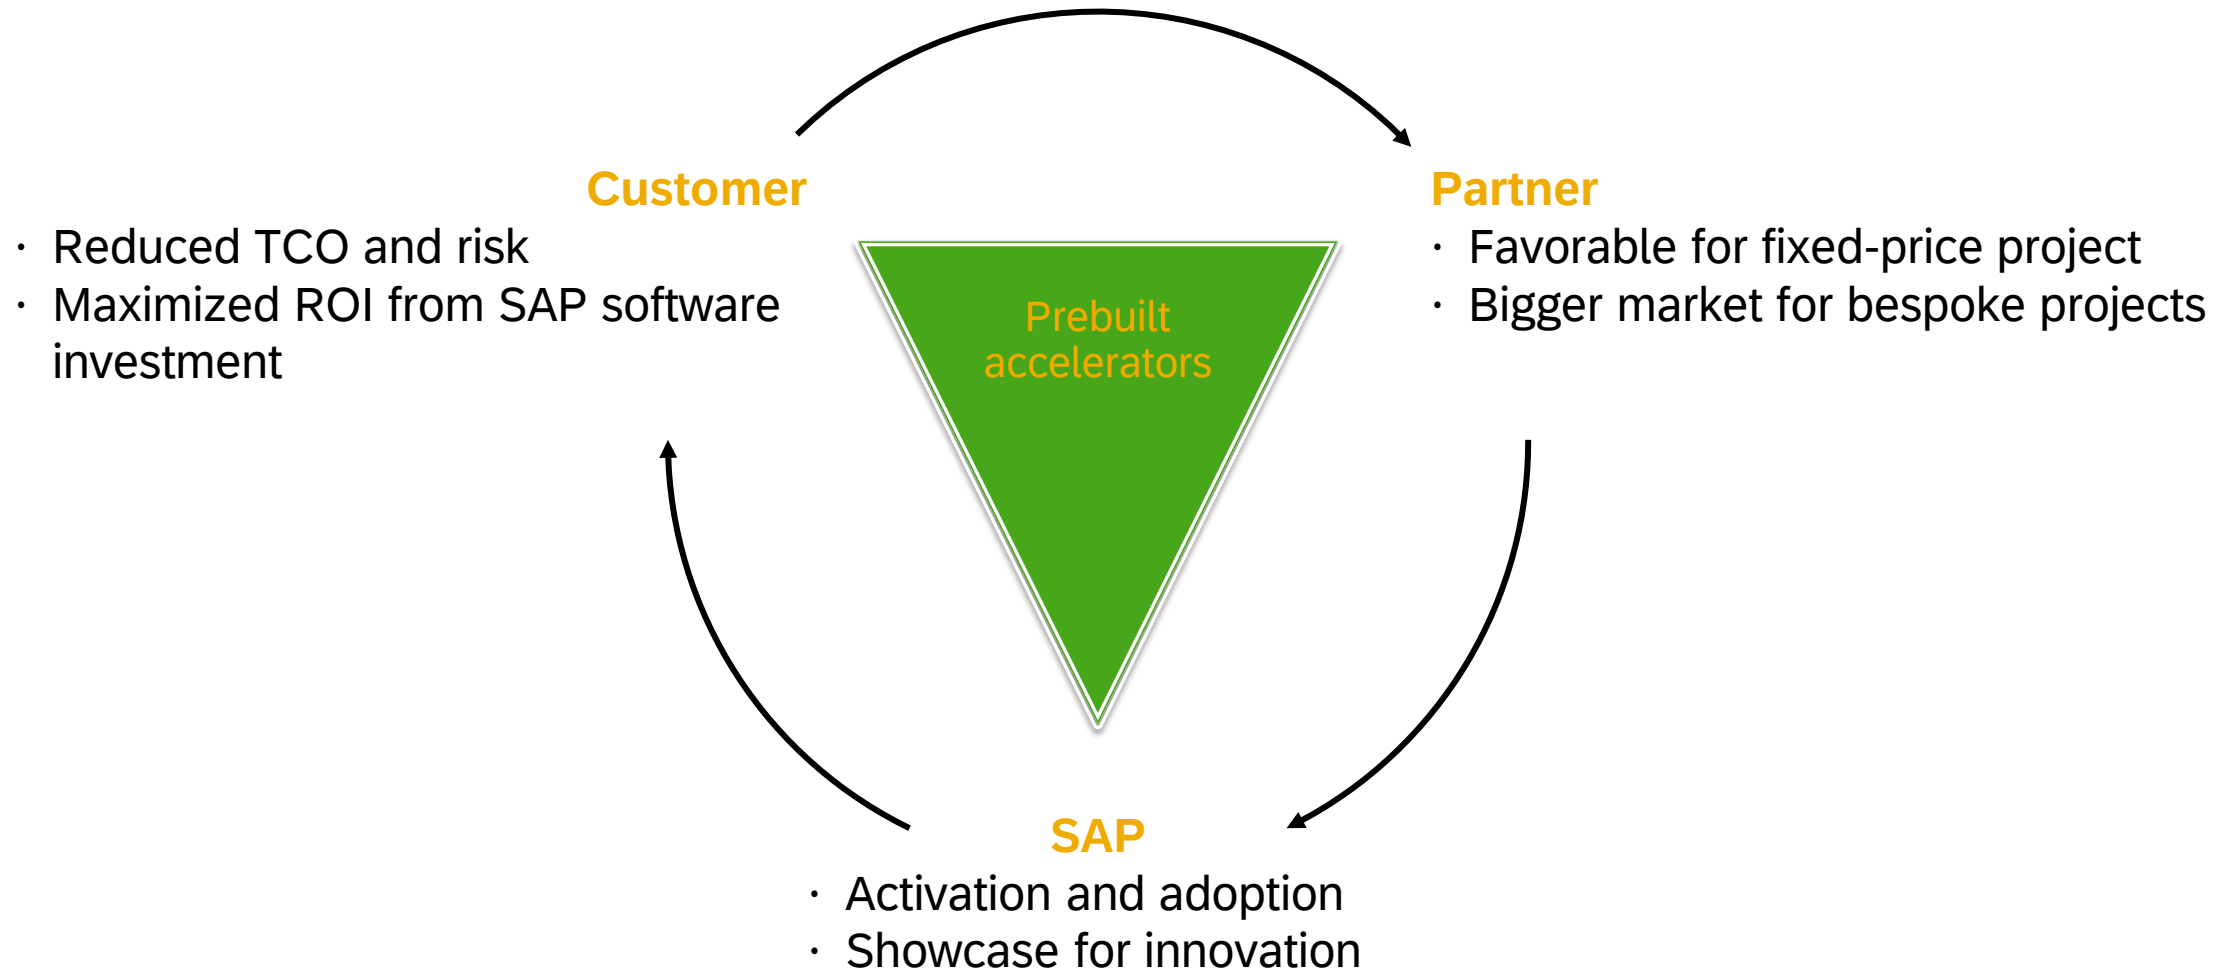 Customer
· Reduced TCO and risk
· Maximized ROI from SAP software
investment
Partner
· Favorable for fixed-price project
· Bigger market for bespoke projects
Prebuilt
accelerators
SAP
· Activation and adoption
· Showcase for innovation